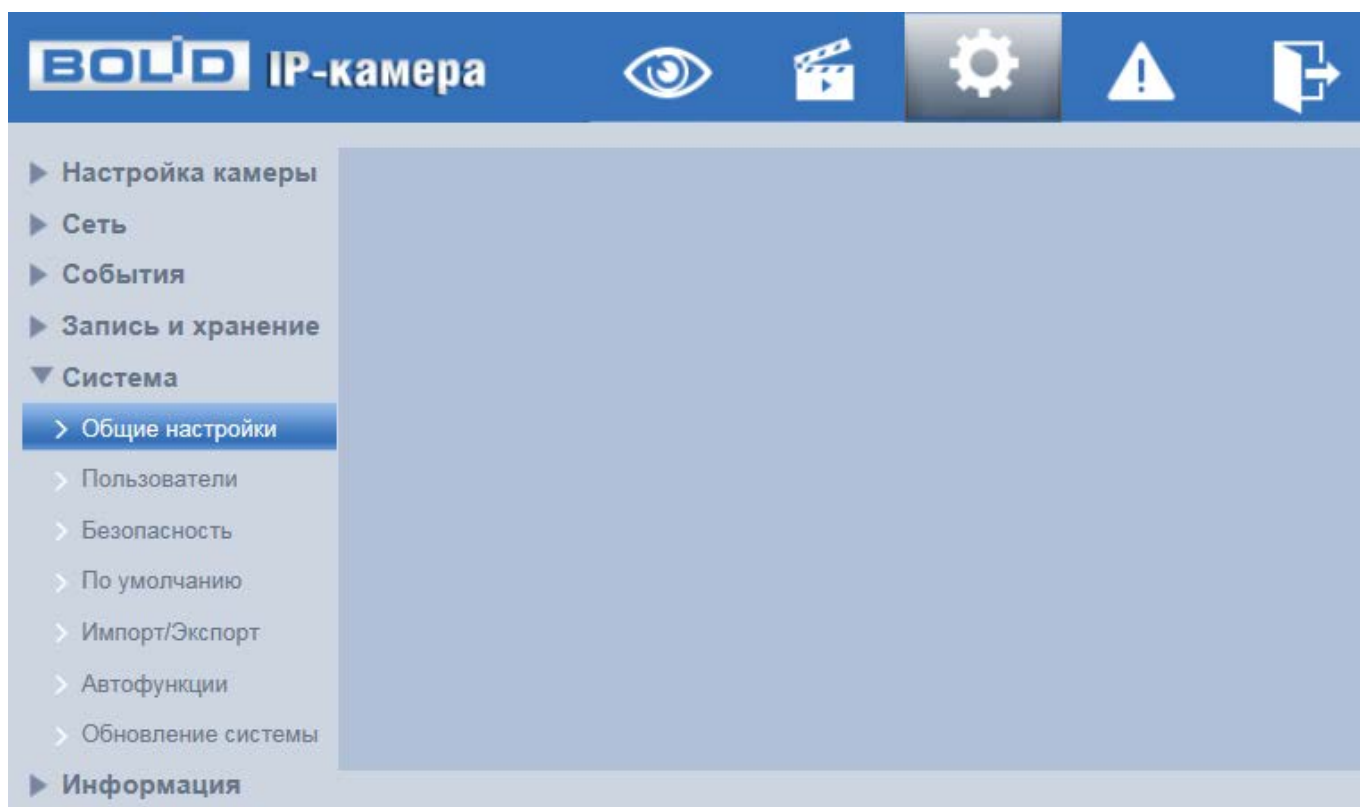 BOLID IP-камера
Настройка камеры
Сеть
События
Запись и хранение
Система
Общие настройки
Пользователи
Безопасность
По умолчанию
Импорт/Экспорт
Автофункции
Обновление системы
Информация